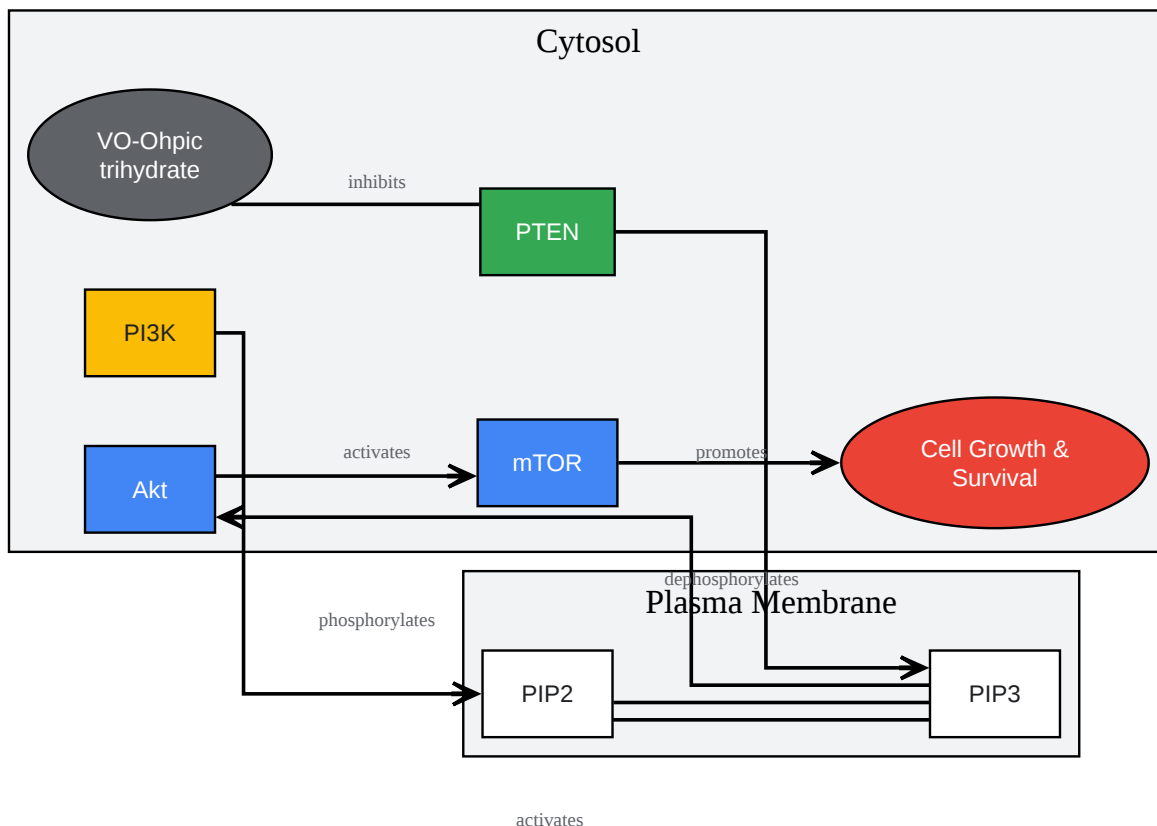 Cytosol
VO-Ohpic
trihydrate
inhibits
PTEN
PI3K
Akt
activates
mTOR
promotes
Cell Growth &
Survival
dephosphorylates
Plasma Membrane
phosphorylates
PIP2
PIP3
activates